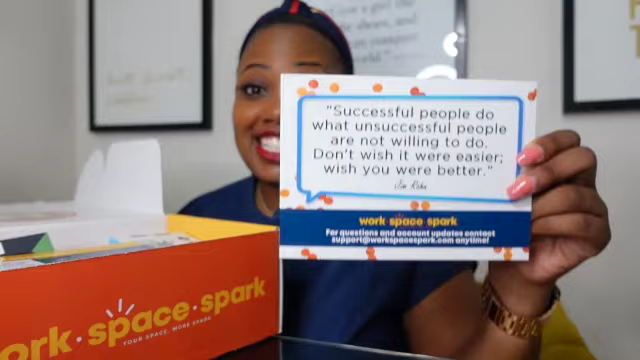 "Successful people do
what unsuccessful people
are not willing to do.
Don't wish it were easier;
wish you were better."
Jim Rohn
work·space·spark
For questions and account updates contact
support@workspacespark.com anytime!
ork·space·spark
YOUR SPACE. MORE SPARK